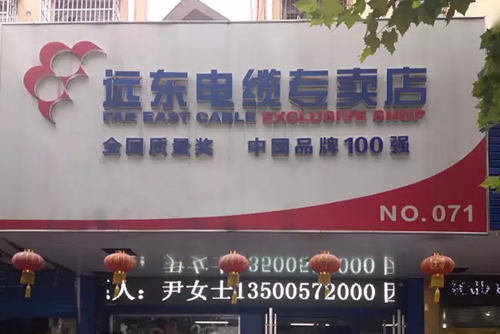 远东电缆专卖店
FAR EAST CABLE EXCLUSIVE SHOP
全国质量奖 中国品牌100强
NO.071
人：尹女士13500572000